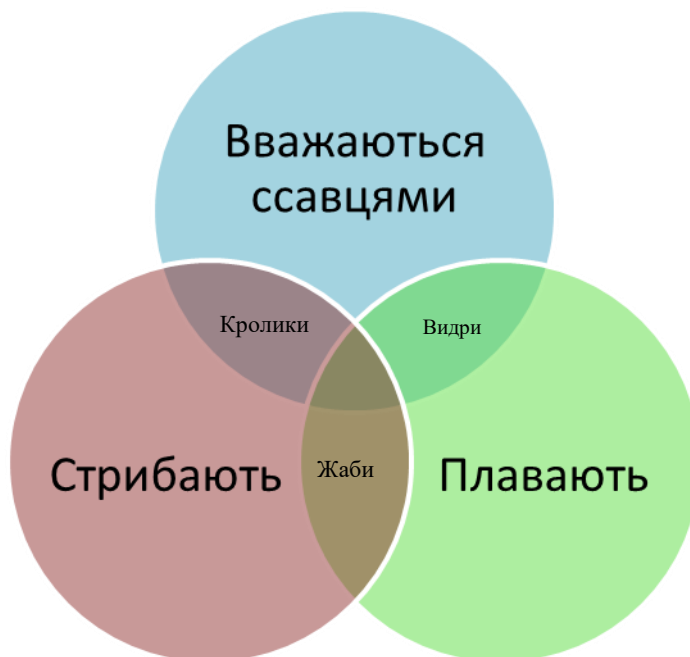 Вважаються
ссавцями
Кролики
Видри
Стрибають
Жаби
Плавають